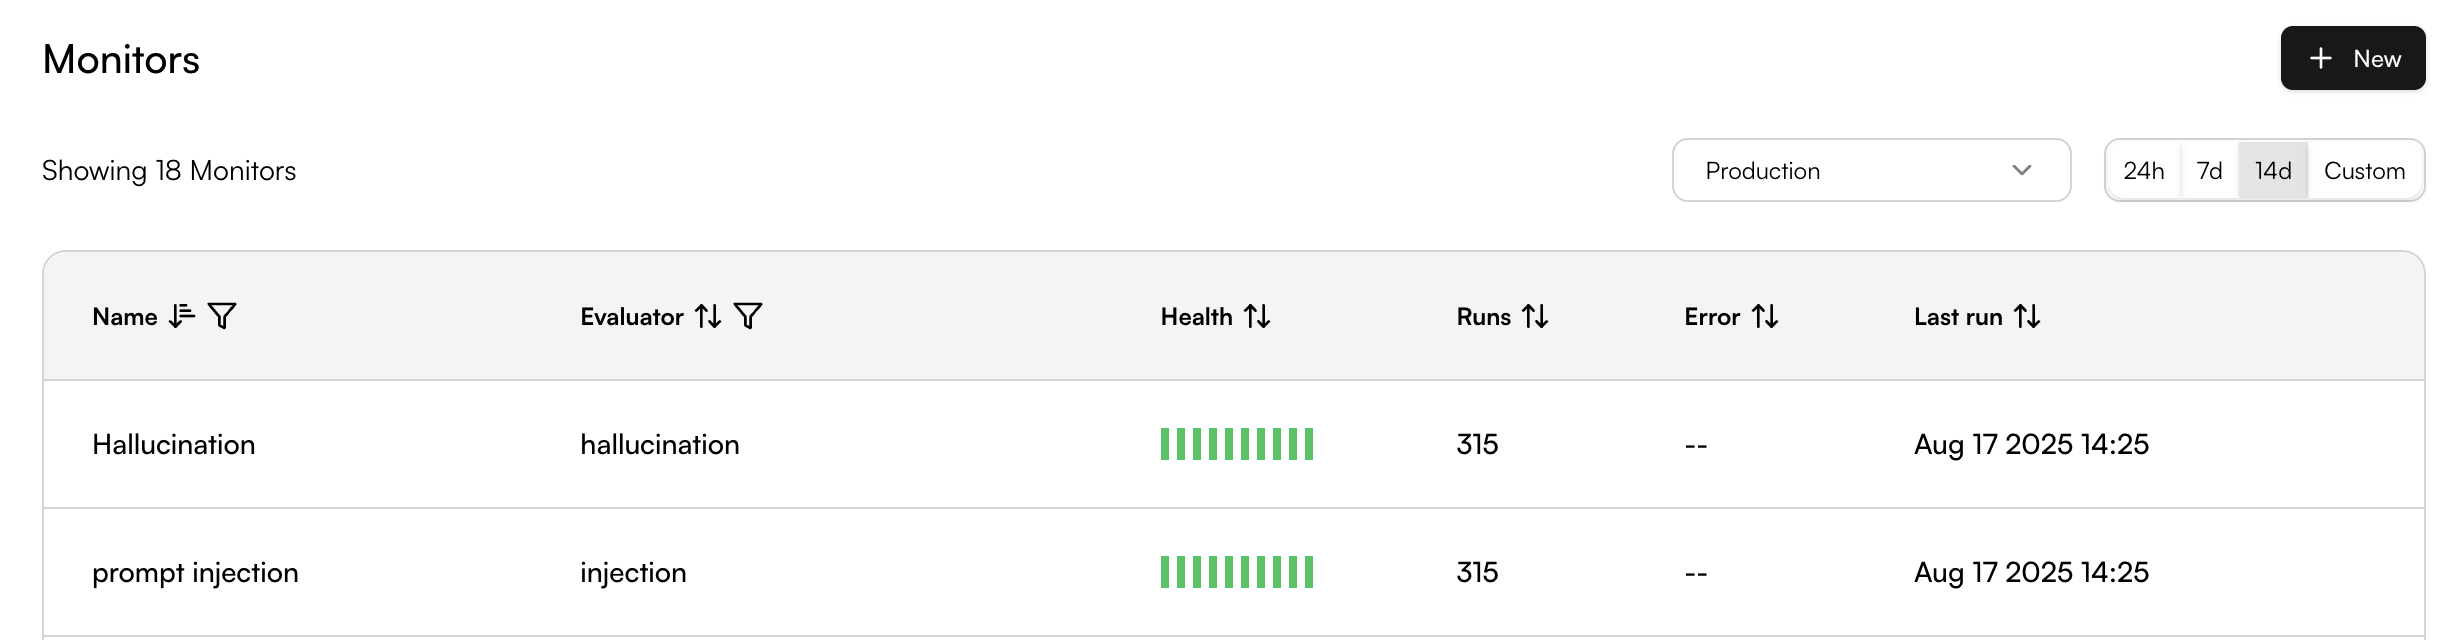 Monitors
New
Showing 18 Monitors
Production
24h 7d 14d Custom
Name Evaluator Health Runs Error Last run
Hallucination hallucination 315 -- Aug 17 2025 14:25
prompt injection injection 315 -- Aug 17 2025 14:25